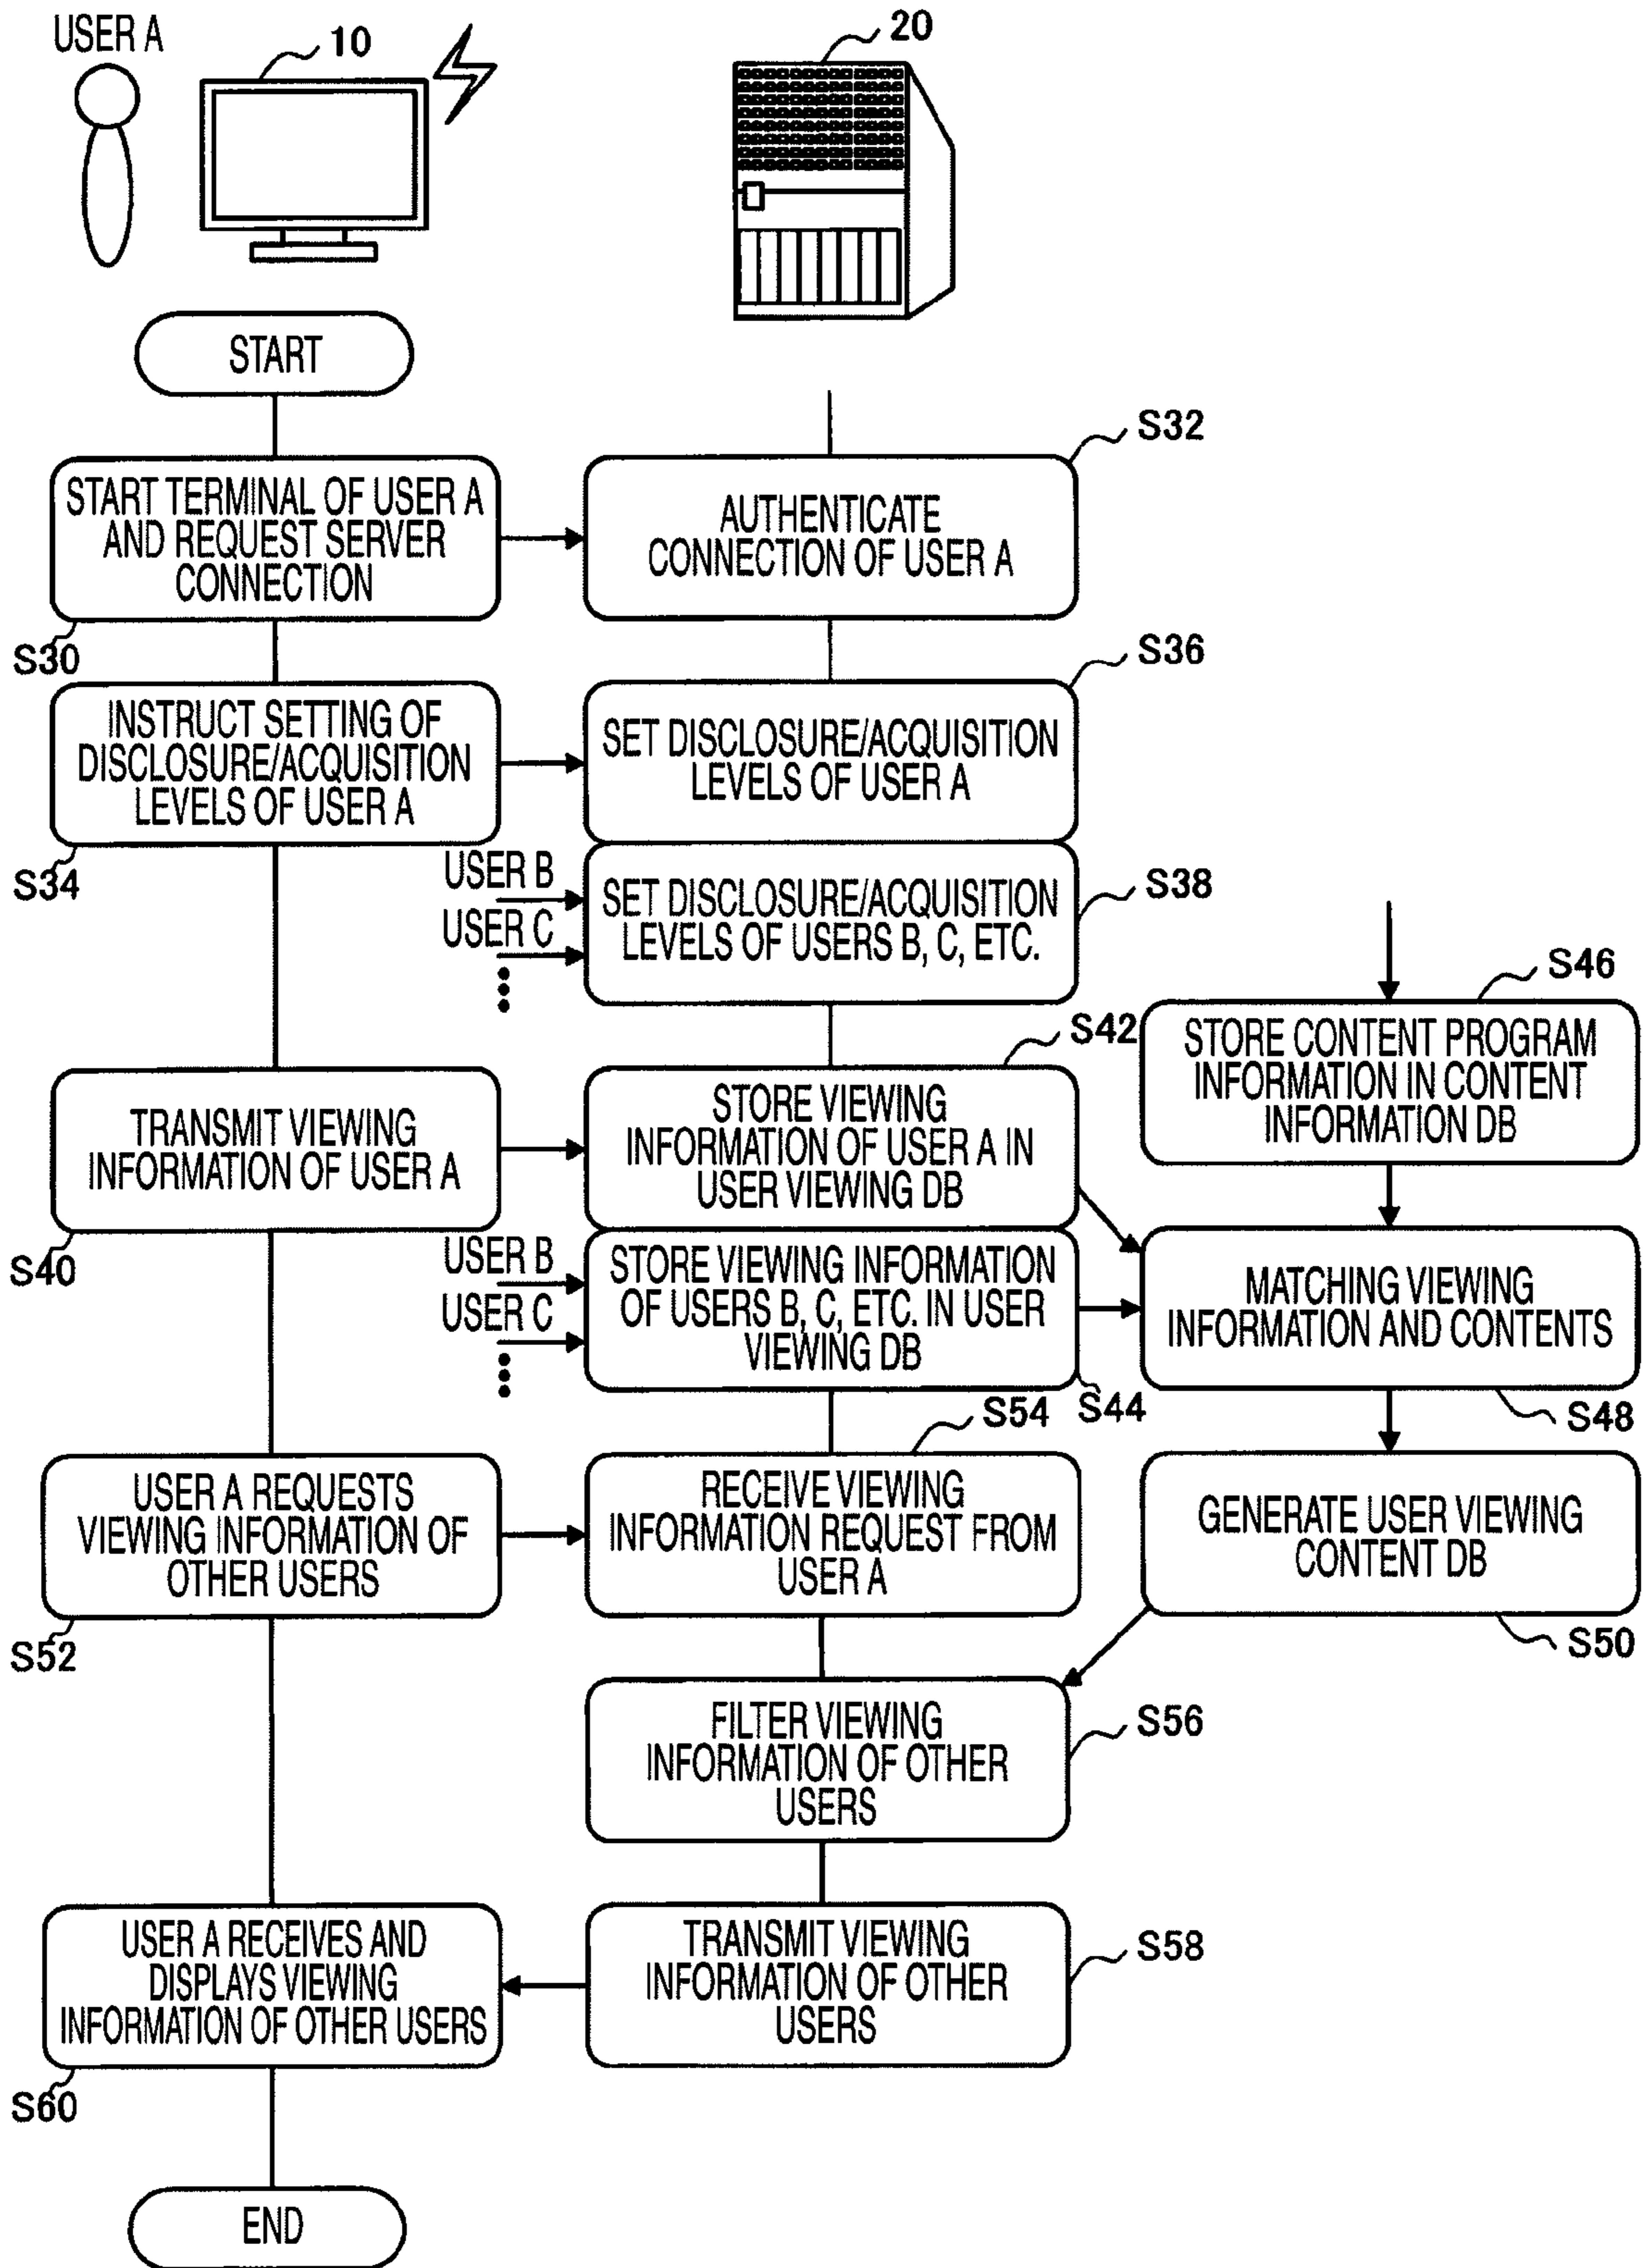 USER A
10
20
START
S32
START TERMINAL OF USER A
AND REQUEST SERVER
CONNECTION
AUTHENTICATE
CONNECTION OF USER A
S30
S36
INSTRUCT SETTING OF
DISCLOSURE/ACQUISITION
LEVELS OF USER A
SET DISCLOSURE/ACQUISITION
LEVELS OF USER A
S34
USER B
USER C
SET DISCLOSURE/ACQUISITION
LEVELS OF USERS B, C, ETC.
S38
S46
STORE CONTENT PROGRAM
INFORMATION IN CONTENT
INFORMATION DB
S42
TRANSMIT VIEWING
INFORMATION OF USER A
STORE VIEWING
INFORMATION OF USER A IN
USER VIEWING DB
S40
USER B
USER C
STORE VIEWING INFORMATION
OF USERS B, C, ETC. IN USER
VIEWING DB
MATCHING VIEWING
INFORMATION AND CONTENTS
S44
S48
S54
USER A REQUESTS
VIEWING INFORMATION OF
OTHER USERS
RECEIVE VIEWING
INFORMATION REQUEST FROM
USER A
GENERATE USER VIEWING
CONTENT DB
S52
S50
FILTER VIEWING
INFORMATION OF OTHER
USERS
S56
USER A RECEIVES AND
DISPLAYS VIEWING
INFORMATION OF OTHER USERS
TRANSMIT VIEWING
INFORMATION OF OTHER
USERS
S58
S60
END